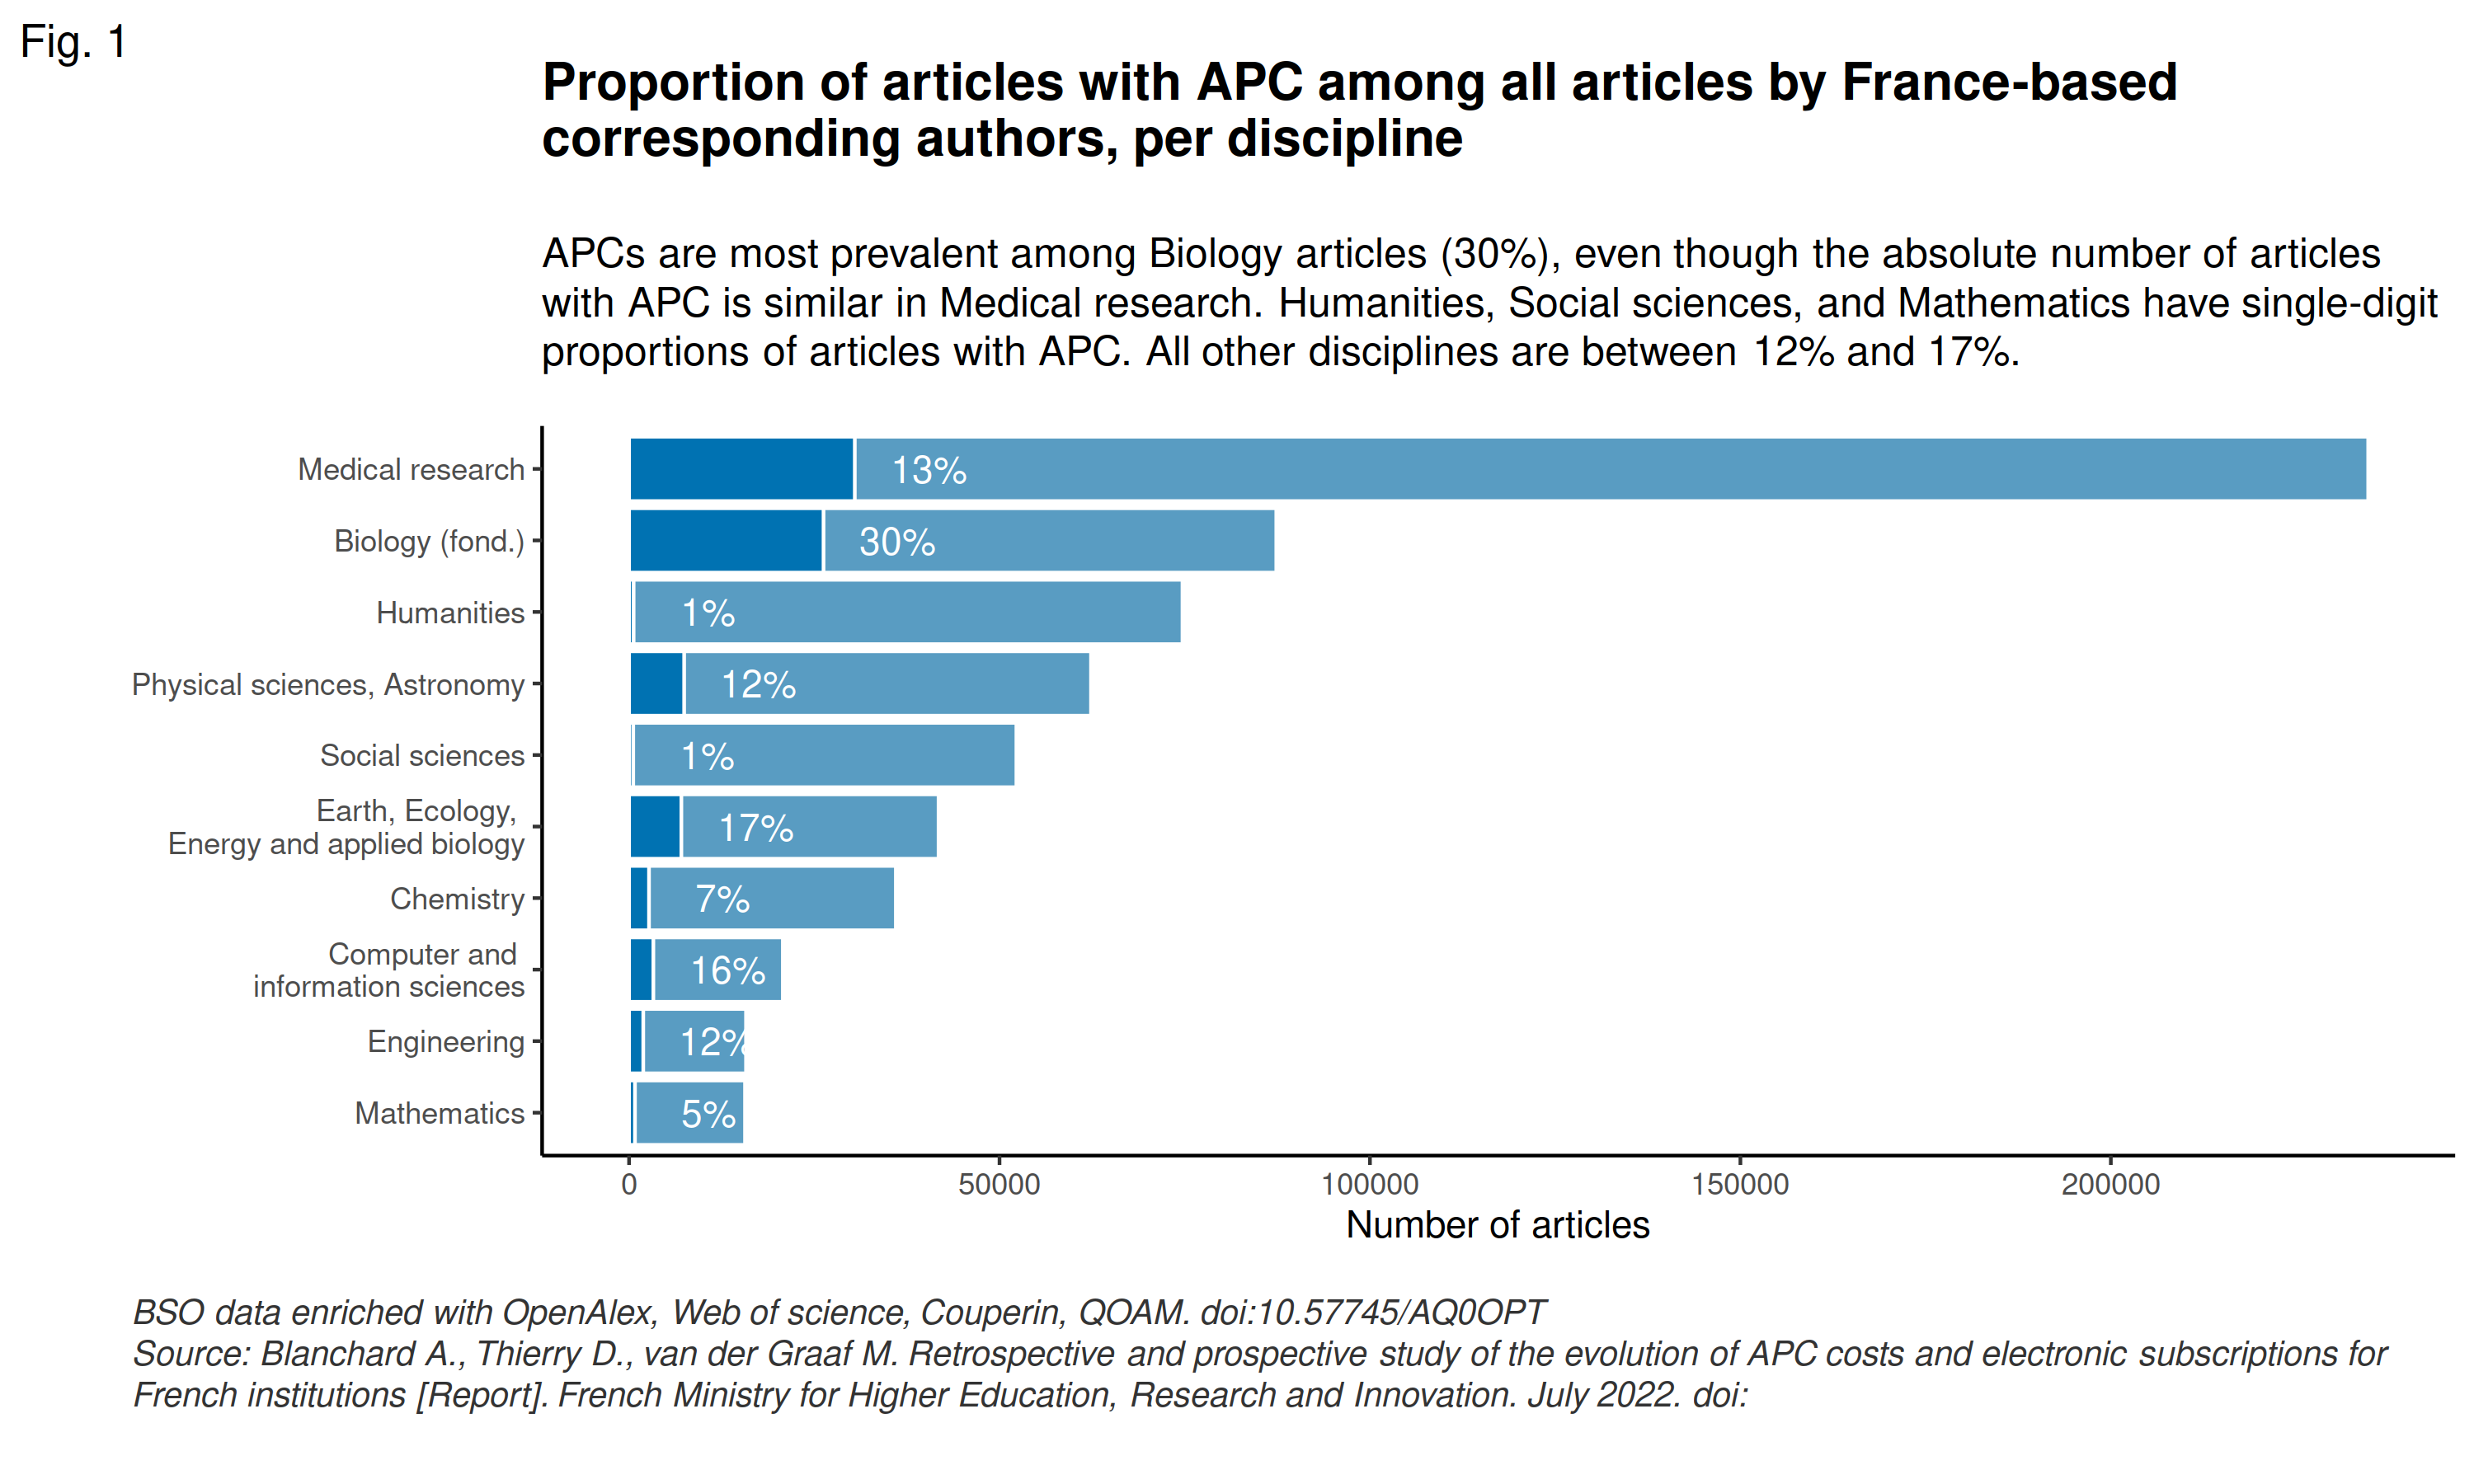 Fig. 1
Proportion of articles with APC among all articles by France-based
corresponding authors, per discipline
APCs are most prevalent among Biology articles (30%), even though the absolute number of articles
with APC is similar in Medical research. Humanities, Social sciences, and Mathematics have single-digit
proportions of articles with APC. All other disciplines are between 12% and 17%.
Medical research
13%
Biology (fond.)
30%
Humanities
1%
Physical sciences, Astronomy
12%
Social sciences
1%
Earth, Ecology,
Energy and applied biology
17%
Chemistry
7%
Computer and
information sciences
16%
Engineering
12%
Mathematics
5%
0
50000
100000
150000
200000
Number of articles
BSO data enriched with OpenAlex, Web of science, Couperin, QOAM. doi:10.57745/AQ0OPT
Source: Blanchard A., Thierry D., van der Graaf M. Retrospective and prospective study of the evolution of APC costs and electronic subscriptions for
French institutions [Report]. French Ministry for Higher Education, Research and Innovation. July 2022. doi: